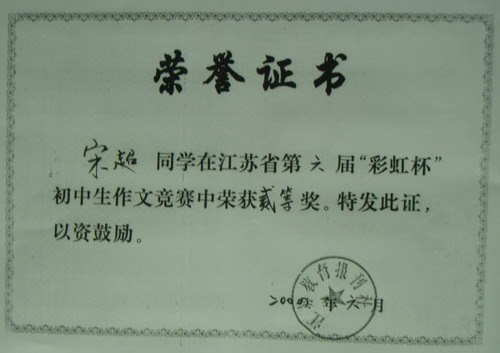 荣誉证书
宋超 同学在江苏省第六届“彩虹杯”
初中生作文竞赛中荣获贰等奖。特发此证，
以资鼓励。
年六月